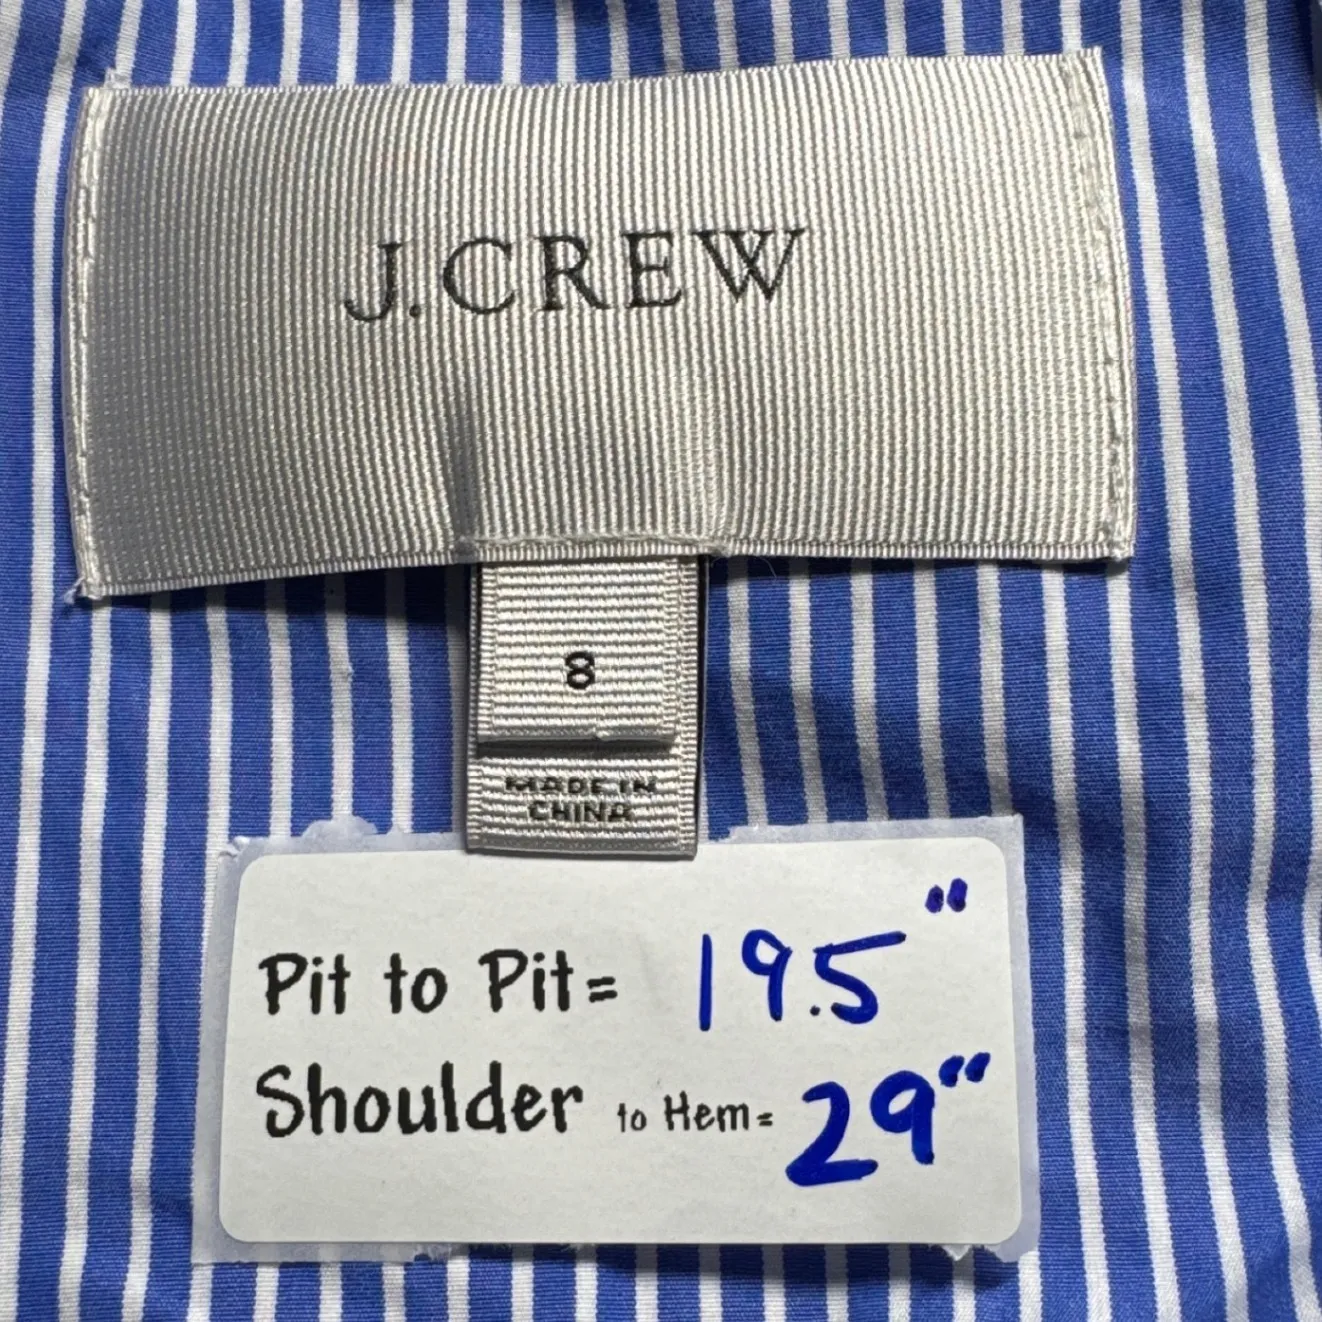 J.CREW
8
MADE IN
CHINA
Pit to Pit = 19.5"
Shoulder to Hem = 29"